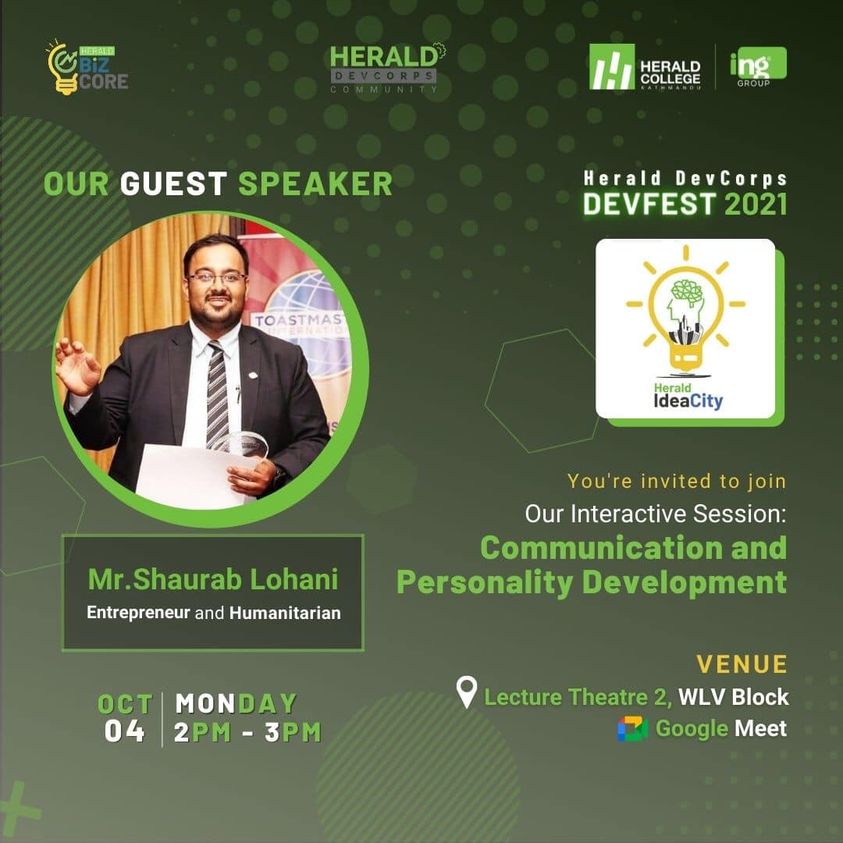 HERALD
BiZ
CORE
HERALD
DEVCORPS
COMMUNITY
HERALD
COLLEGE
KATHMANDU
ing
GROUP
OUR GUEST SPEAKER
Herald DevCorps
DEVFEST 2021
TOASTMAS
INTERNATIONA
Herald
IdeaCity
You're invited to join
Our Interactive Session:
Communication and
Personality Development
Mr.Shaurab Lohani
Entrepreneur and Humanitarian
VENUE
Lecture Theatre 2, WLV Block
Google Meet
OCT
04
MONDAY
2PM - 3PM